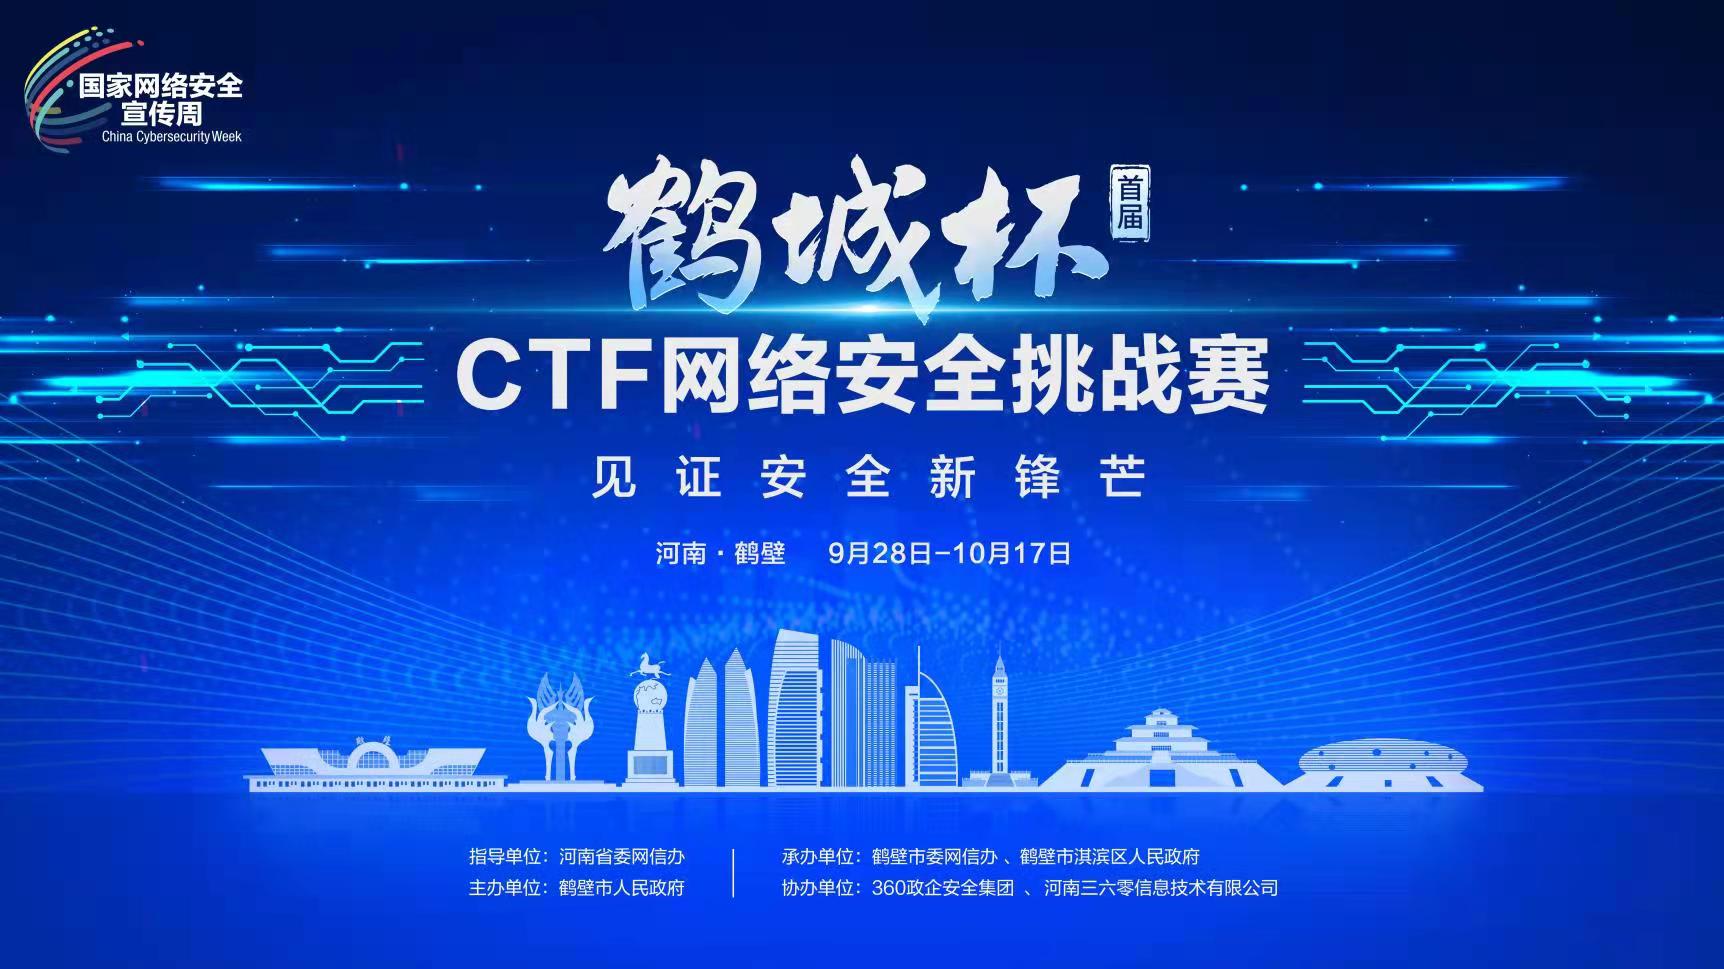 国家网络安全
宣传周
China Cybersecurity Week
鹤城杯
首届
CTF网络安全挑战赛
见证安全新锋芒
河南·鹤壁 9月28日-10月17日
鹤壁
指导单位：河南省委网信办
主办单位：鹤壁市人民政府
承办单位：鹤壁市委网信办、鹤壁市淇滨区人民政府
协办单位：360政企安全集团、河南三六零信息技术有限公司